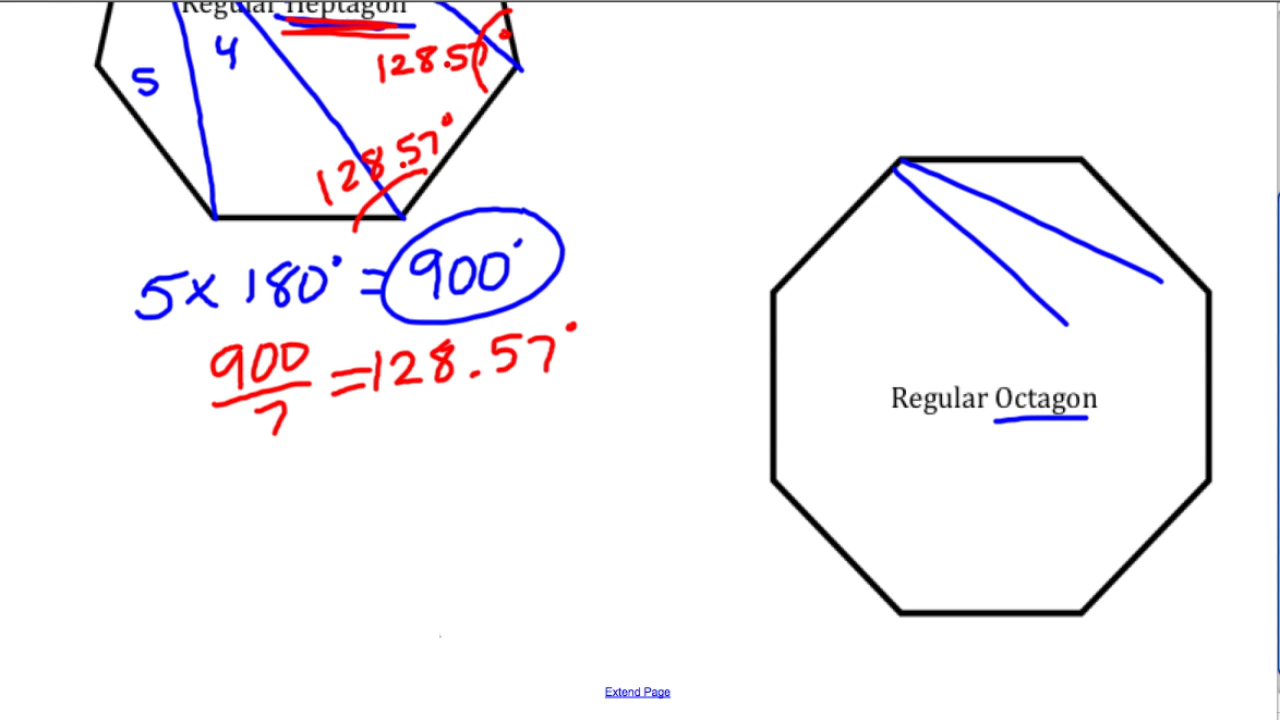 Regular Heptagon
5
4
128.57°
128.57°
5 x 180° = 900°
900
7
= 128.57°
Regular Octagon
Extend Page